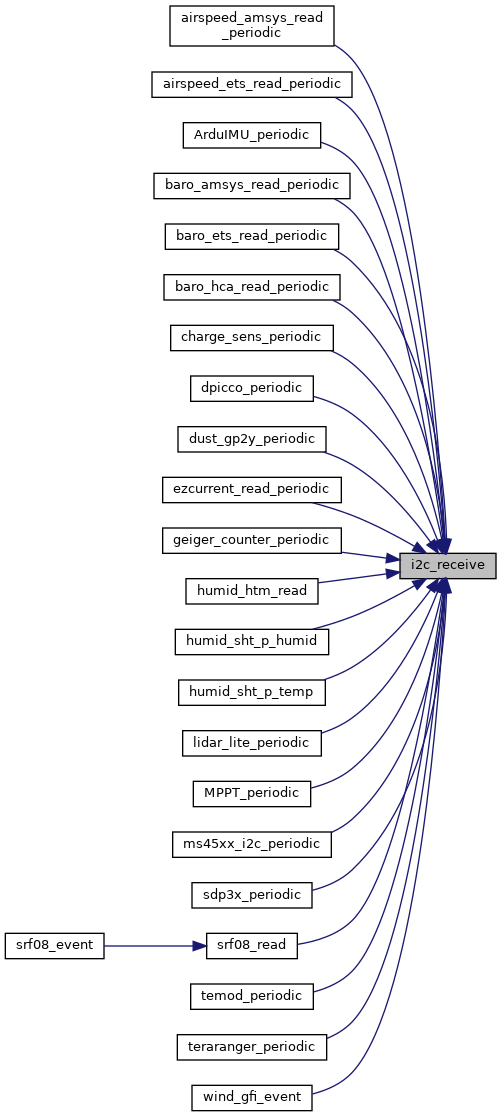 airspeed_amsys_read
_periodic
airspeed_ets_read_periodic
ArduIMU_periodic
baro_amsys_read_periodic
baro_ets_read_periodic
baro_hca_read_periodic
charge_sens_periodic
dpicco_periodic
dust_gp2y_periodic
ezcurrent_read_periodic
geiger_counter_periodic
i2c_receive
humid_htm_read
humid_sht_p_humid
humid_sht_p_temp
lidar_lite_periodic
MPPT_periodic
ms45xx_i2c_periodic
sdp3x_periodic
srf08_event
srf08_read
temod_periodic
teraranger_periodic
wind_gfi_event